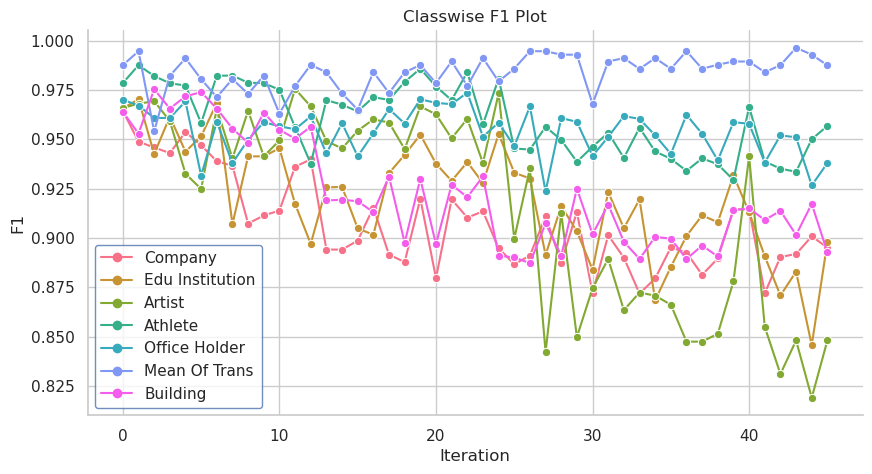 Classwise F1 Plot
1.000
0.975
0.950
0.925
0.900
0.875
0.850
0.825
F1
Company
Edu Institution
Artist
Athlete
Office Holder
Mean Of Trans
Building
0 10 20 30 40
Iteration